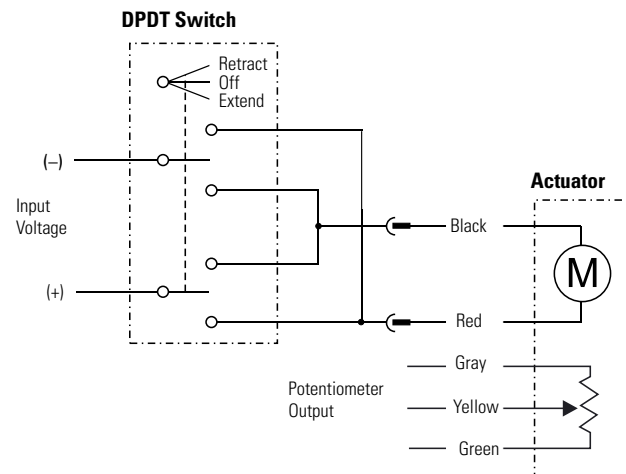 DPDT Switch
Retract
Off
Extend
(–)
Input
Voltage
(+)
Actuator
Black
M
Red
Gray
Potentiometer
Output
Yellow
Green